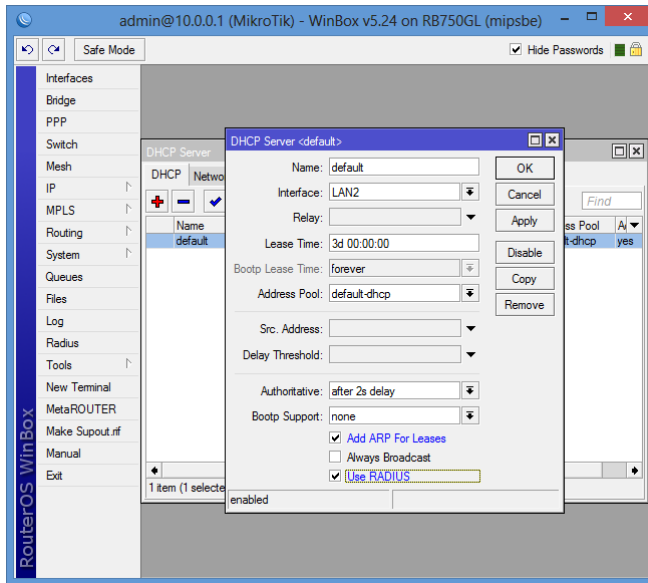 admin@10.0.0.1 (MikroTik) - WinBox v5.24 on RB750GL (mipsbe)
Safe Mode
Hide Passwords
RouterOS WinBox
Interfaces
Bridge
PPP
Switch
Mesh
IP
MPLS
Routing
System
Queues
Files
Log
Radius
Tools
New Terminal
MetaROUTER
Make Supout.rif
Manual
Exit
DHCP Server
DHCP
Find
Name
Pool
default
yes
1 item (1
DHCP Server <default>
Name: default
Interface: LAN2
Relay:
Lease Time: 3d 00:00:00
Bootp Lease Time: forever
Address Pool: default-dhcp
Src. Address:
Delay Threshold:
Authoritative: after 2s delay
Bootp Support: none
Add ARP For Leases
Always Broadcast
Use RADIUS
enabled
OK
Cancel
Apply
Disable
Copy
Remove